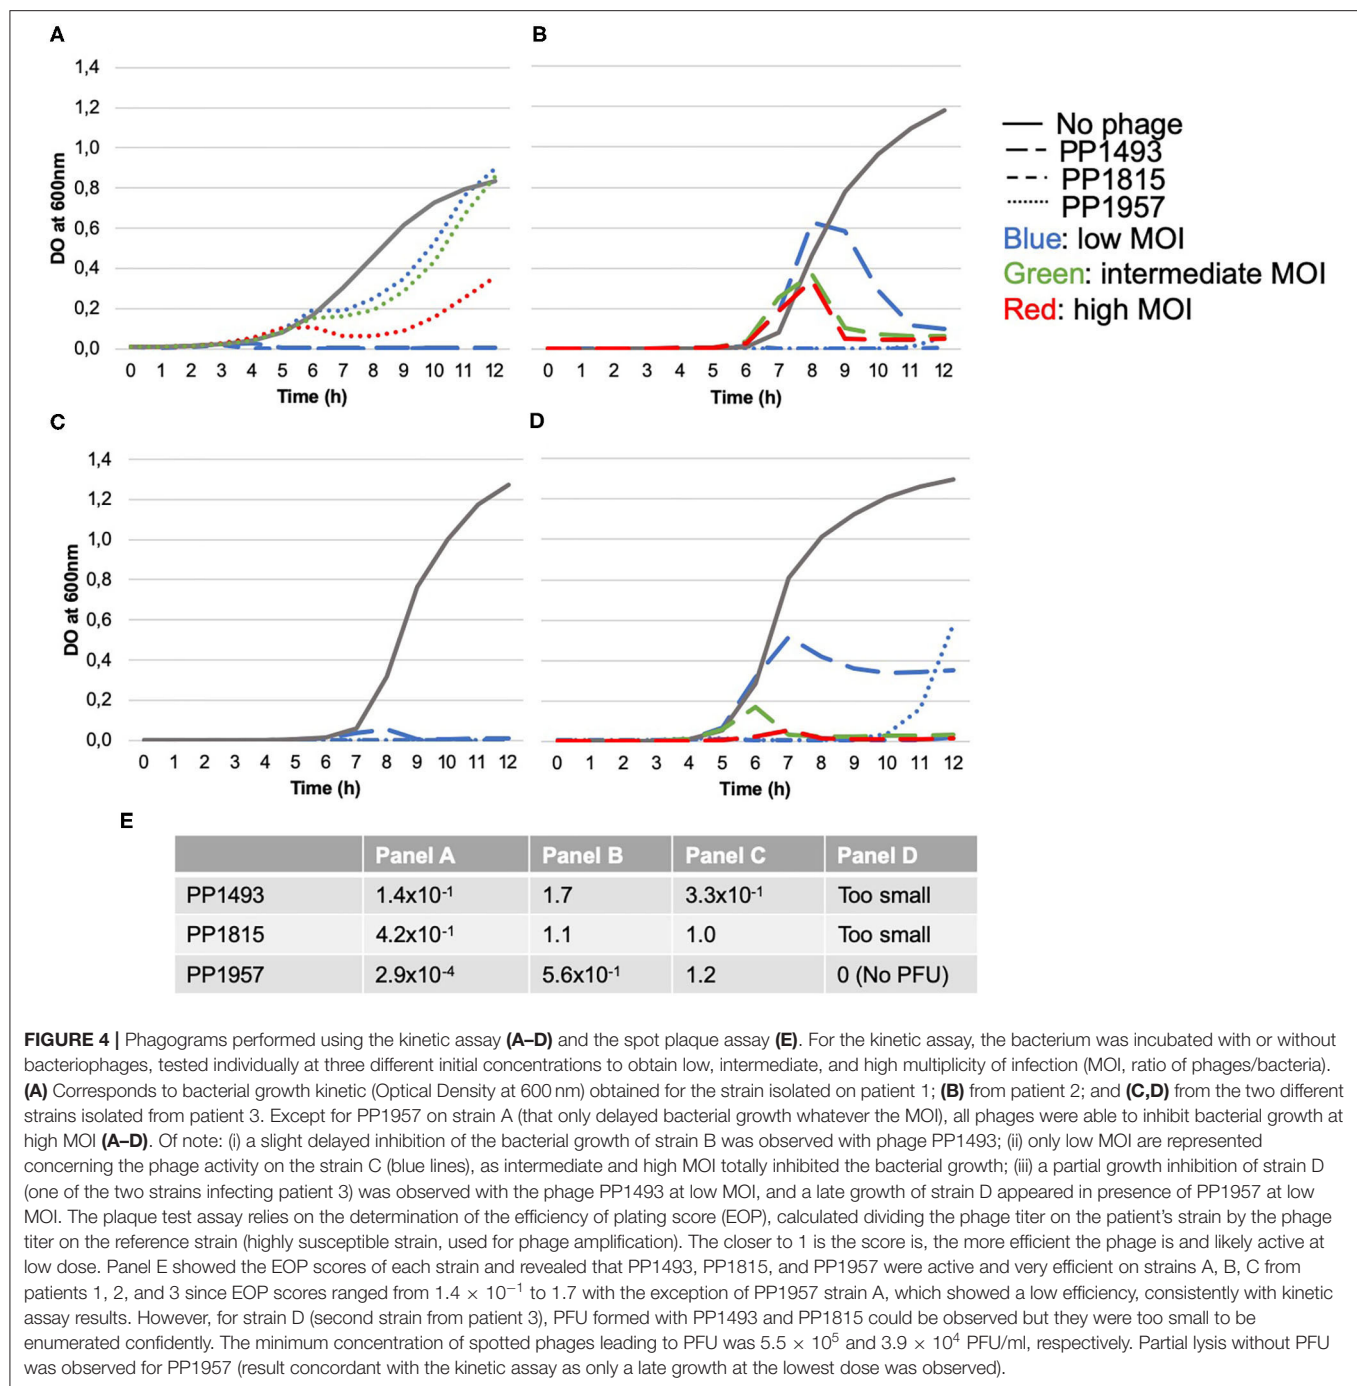 A
B
1,4
1,2
1,0
0,8
0,6
0,4
0,2
0,0
DO at 600nm
0 1 2 3 4 5 6 7 8 9 10 11 12
Time (h)
0 1 2 3 4 5 6 7 8 9 10 11 12
Time (h)
No phage
PP1493
PP1815
PP1957
Blue: low MOI
Green: intermediate MOI
Red: high MOI
C
D
1,4
1,2
1,0
0,8
0,6
0,4
0,2
0,0
DO at 600nm
0 1 2 3 4 5 6 7 8 9 10 11 12
Time (h)
0 1 2 3 4 5 6 7 8 9 10 11 12
Time (h)
E
Panel A Panel B Panel C Panel D
PP1493 1.4x10⁻¹ 1.7 3.3x10⁻¹ Too small
PP1815 4.2x10⁻¹ 1.1 1.0 Too small
PP1957 2.9x10⁻⁴ 5.6x10⁻¹ 1.2 0 (No PFU)
FIGURE 4 | Phagograms performed using the kinetic assay (A–D) and the spot plaque assay (E). For the kinetic assay, the bacterium was incubated with or without
bacteriophages, tested individually at three different initial concentrations to obtain low, intermediate, and high multiplicity of infection (MOI, ratio of phages/bacteria).
(A) Corresponds to bacterial growth kinetic (Optical Density at 600 nm) obtained for the strain isolated on patient 1; (B) from patient 2; and (C,D) from the two different
strains isolated from patient 3. Except for PP1957 on strain A (that only delayed bacterial growth whatever the MOI), all phages were able to inhibit bacterial growth at
high MOI (A–D). Of note: (i) a slight delayed inhibition of the bacterial growth of strain B was observed with phage PP1493; (ii) only low MOI are represented
concerning the phage activity on the strain C (blue lines), as intermediate and high MOI totally inhibited the bacterial growth; (iii) a partial growth inhibition of strain D
(one of the two strains infecting patient 3) was observed with the phage PP1493 at low MOI, and a late growth of strain D appeared in presence of PP1957 at low
MOI. The plaque test assay relies on the determination of the efficiency of plating score (EOP), calculated dividing the phage titer on the patient's strain by the phage
titer on the reference strain (highly susceptible strain, used for phage amplification). The closer to 1 is the score is, the more efficient the phage is and likely active at
low dose. Panel E showed the EOP scores of each strain and revealed that PP1493, PP1815, and PP1957 were active and very efficient on strains A, B, C from
patients 1, 2, and 3 since EOP scores ranged from 1.4 × 10⁻¹ to 1.7 with the exception of PP1957 strain A, which showed a low efficiency, consistently with kinetic
assay results. However, for strain D (second strain from patient 3), PFU formed with PP1493 and PP1815 could be observed but they were too small to be
enumerated confidently. The minimum concentration of spotted phages leading to PFU was 5.5 × 10⁵ and 3.9 × 10⁴ PFU/ml, respectively. Partial lysis without PFU
was observed for PP1957 (result concordant with the kinetic assay as only a late growth at the lowest dose was observed).